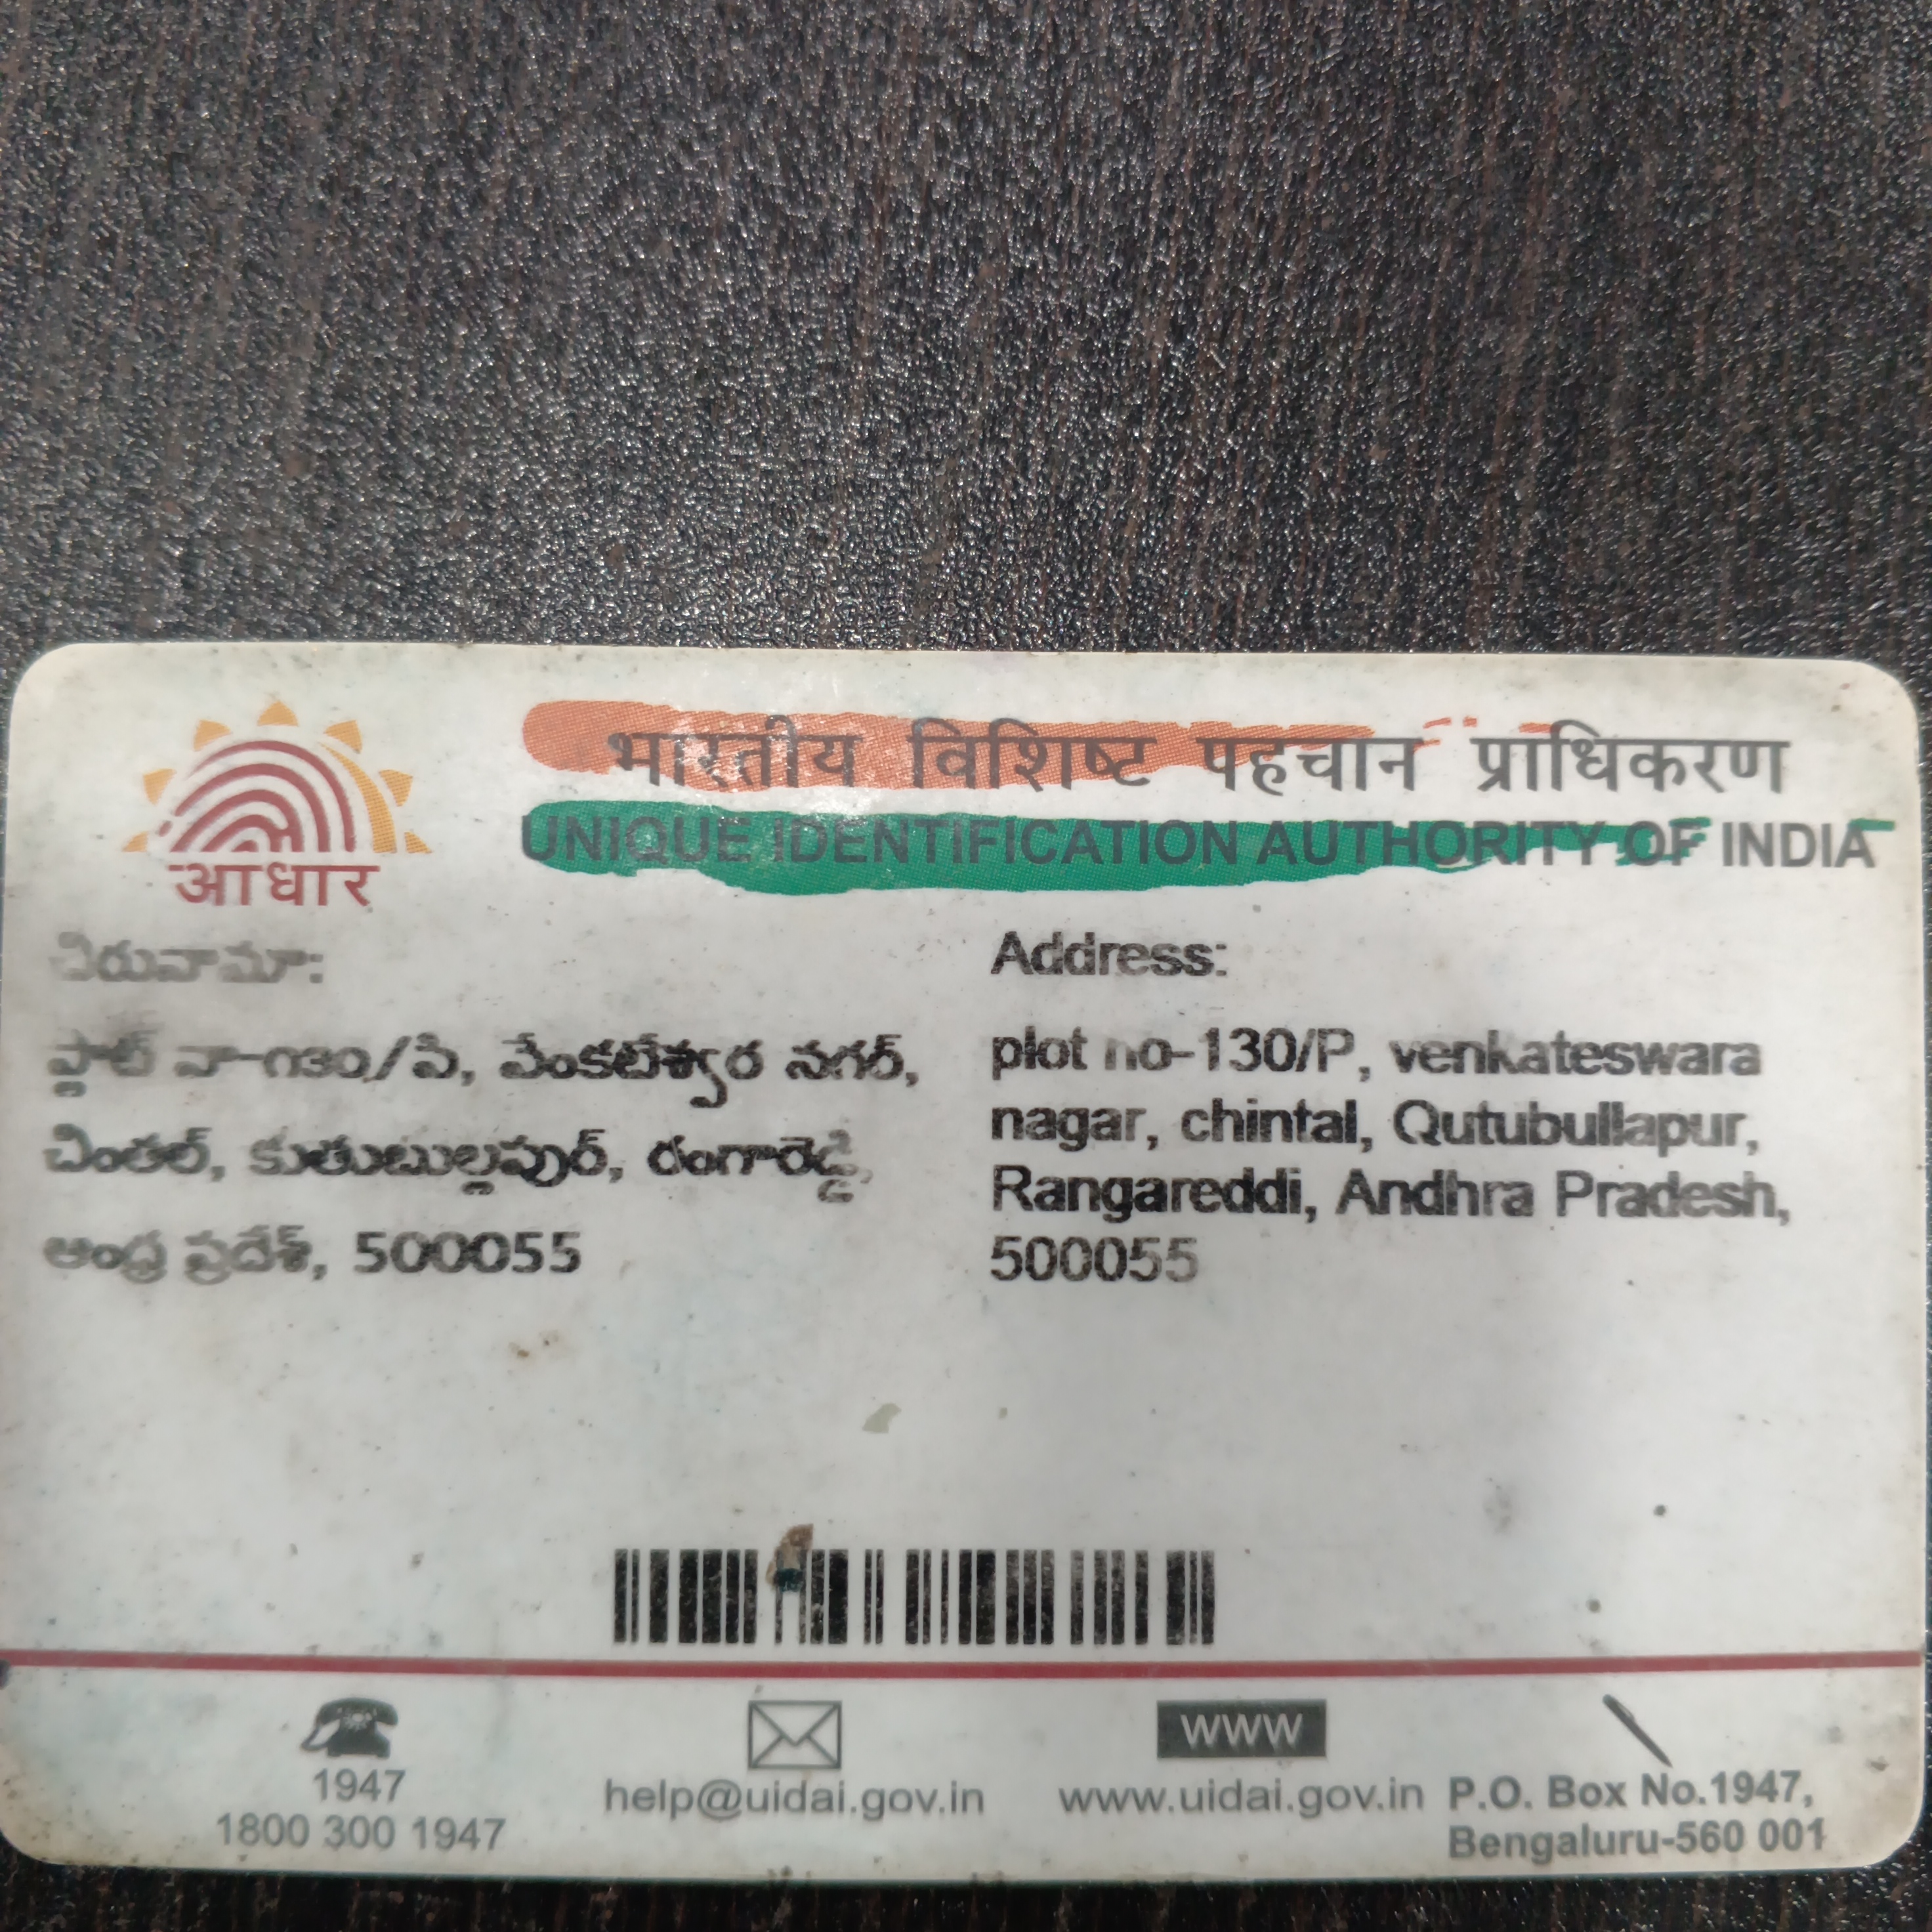 भारतीय विशिष्ट पहचान प्राधिकरण
UNIQUE IDENTIFICATION AUTHORITY OF INDIA
आधार
చిరునామా:
ప్లాట్ నా-౧౩౦/పి, వేంకటేశ్వర నగర్,
చింతల్, కుతుబుల్లపుర్, రంగారెడ్డి,
ఆంధ్ర ప్రదేశ్, 500055
Address:
plot no-130/P, venkateswara
nagar, chintal, Qutubullapur,
Rangareddi, Andhra Pradesh,
500055
1947
1800 300 1947
help@uidai.gov.in
WWW
www.uidai.gov.in
P.O. Box No.1947,
Bengaluru-560 001